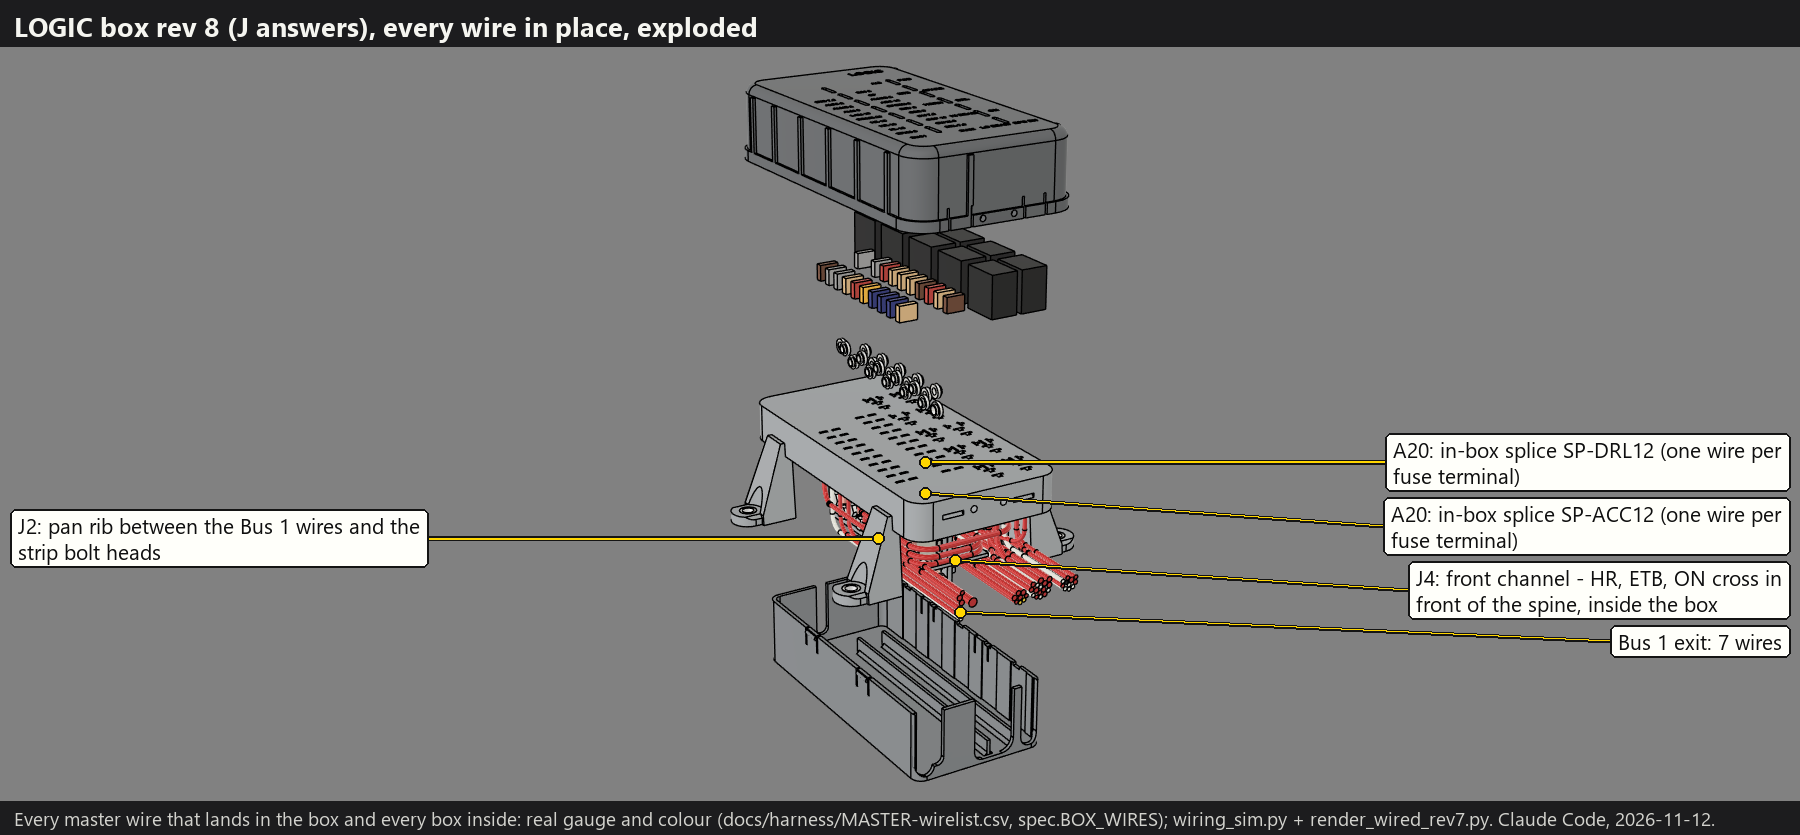 LOGIC box rev 8 (J answers), every wire in place, exploded
LOGIC
A20: in-box splice SP-DRL12 (one wire per
fuse terminal)
A20: in-box splice SP-ACC12 (one wire per
fuse terminal)
J2: pan rib between the Bus 1 wires and the
strip bolt heads
J4: front channel - HR, ETB, ON cross in
front of the spine, inside the box
Bus 1 exit: 7 wires
Every master wire that lands in the box and every box inside: real gauge and colour (docs/harness/MASTER-wirelist.csv, spec.BOX_WIRES); wiring_sim.py + render_wired_rev7.py. Claude Code, 2026-11-12.